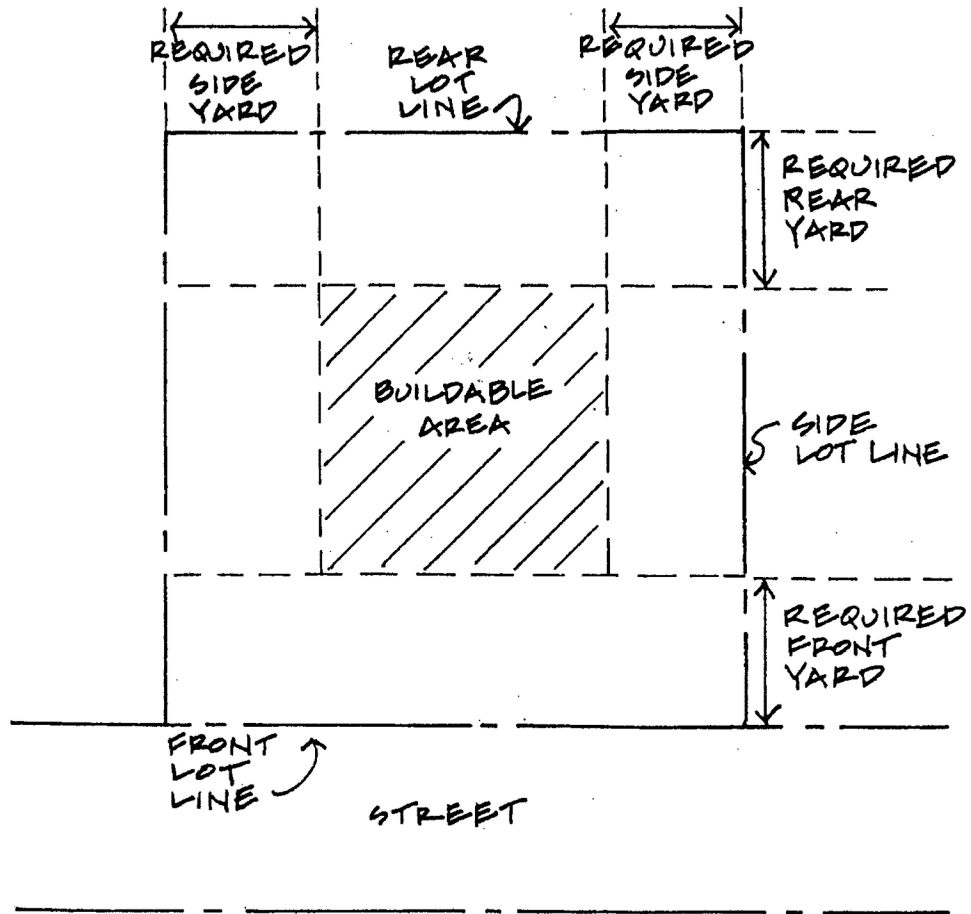 REQUIRED
SIDE
YARD
REAR
LOT
LINE
REQUIRED
SIDE
YARD
REQUIRED
REAR
YARD
BUILDABLE
AREA
SIDE
LOT LINE
REQUIRED
FRONT
YARD
FRONT
LOT
LINE
STREET